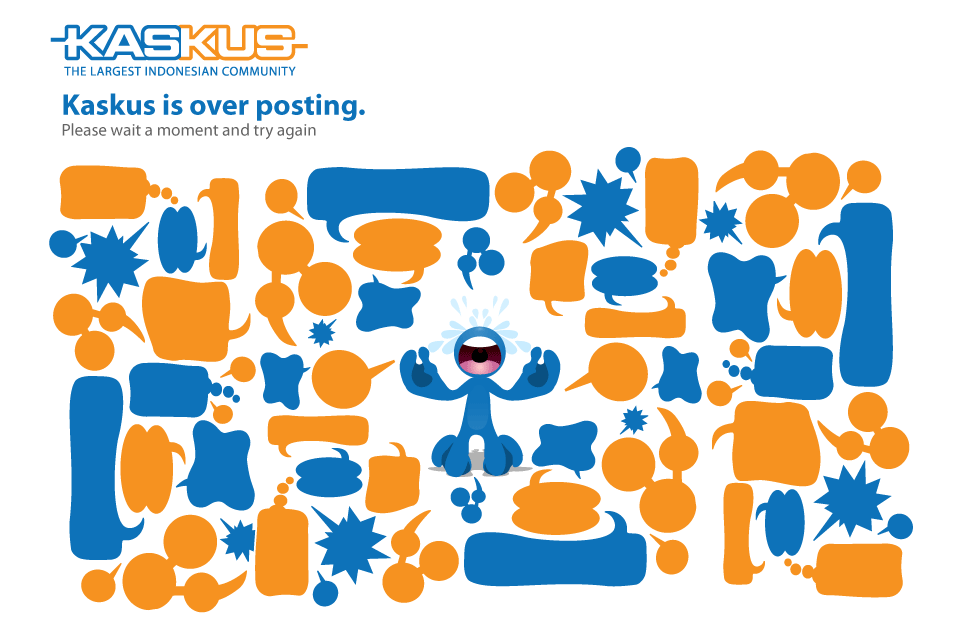 KASKUS
THE LARGEST INDONESIAN COMMUNITY
Kaskus is over posting.
Please wait a moment and try again